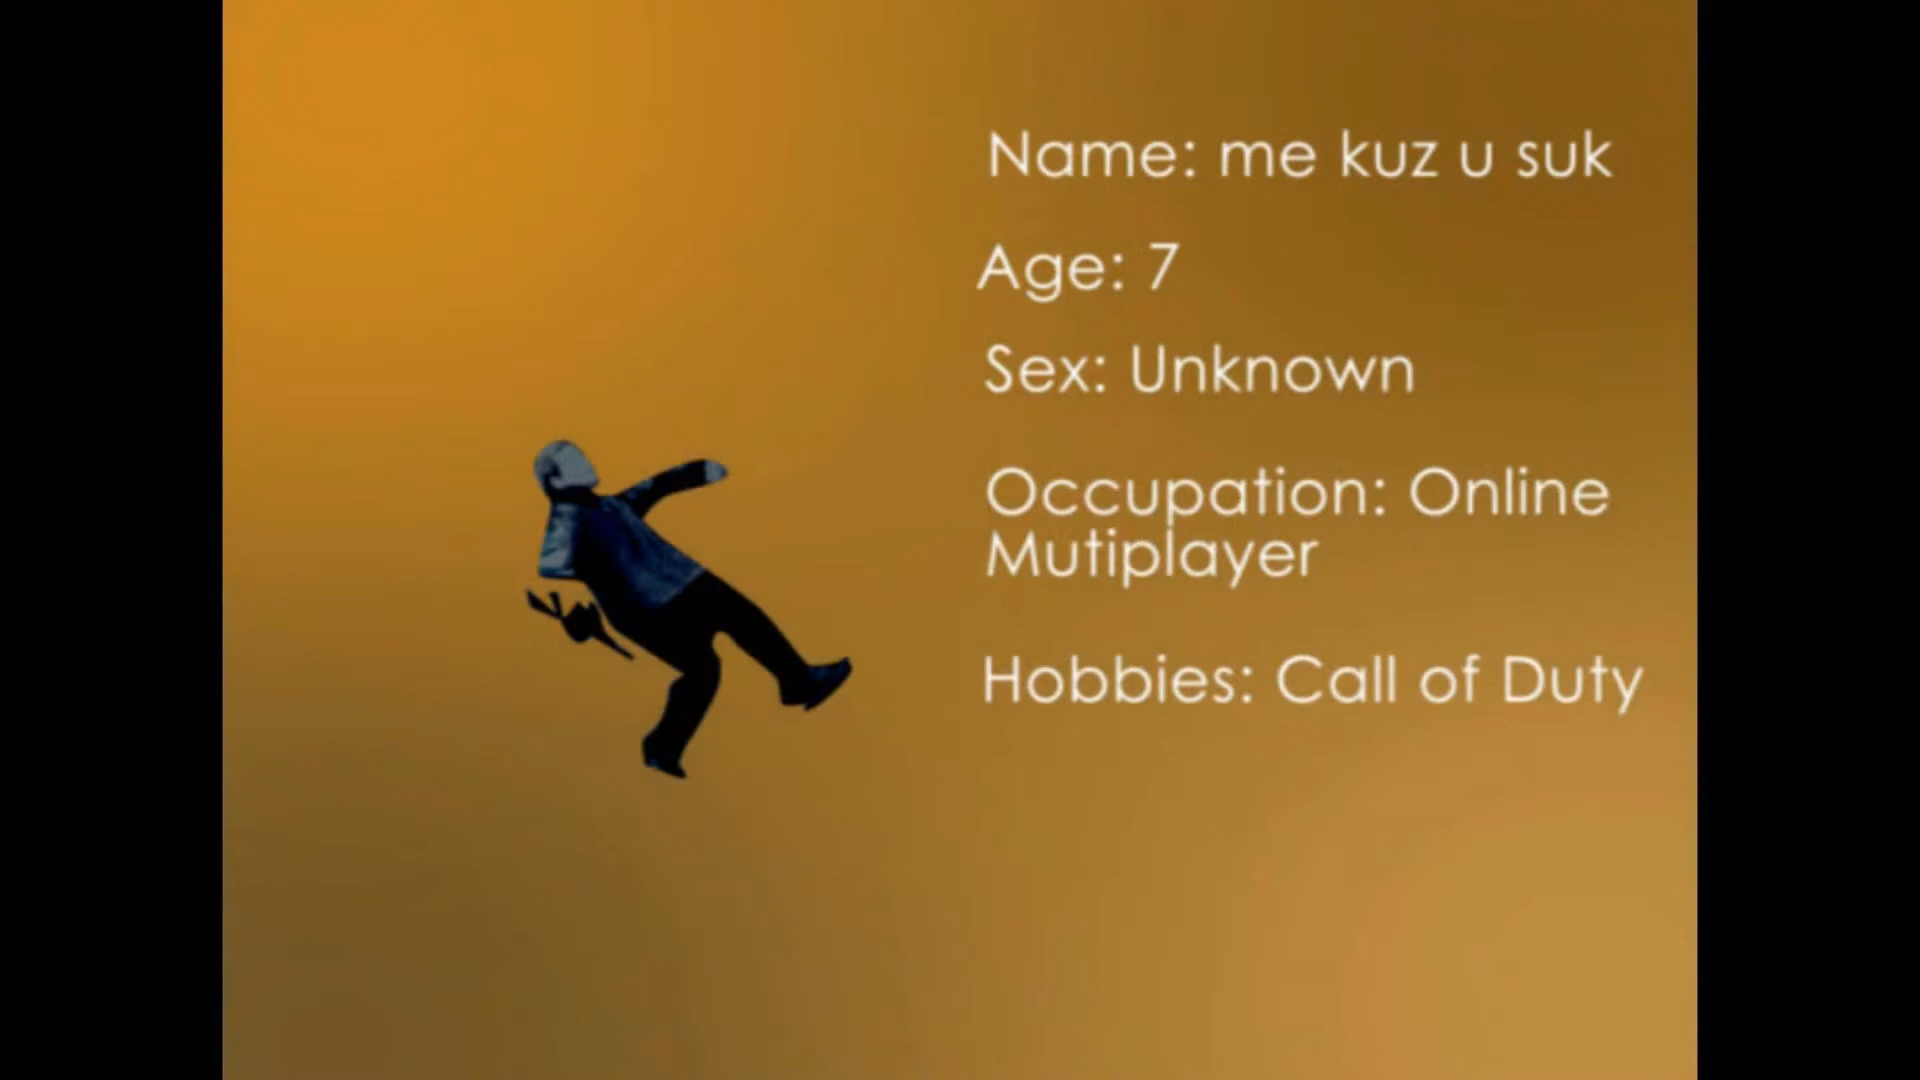 Name: me kuz u suk
Age: 7
Sex: Unknown
Occupation: Online
Mutiplayer
Hobbies: Call of Duty